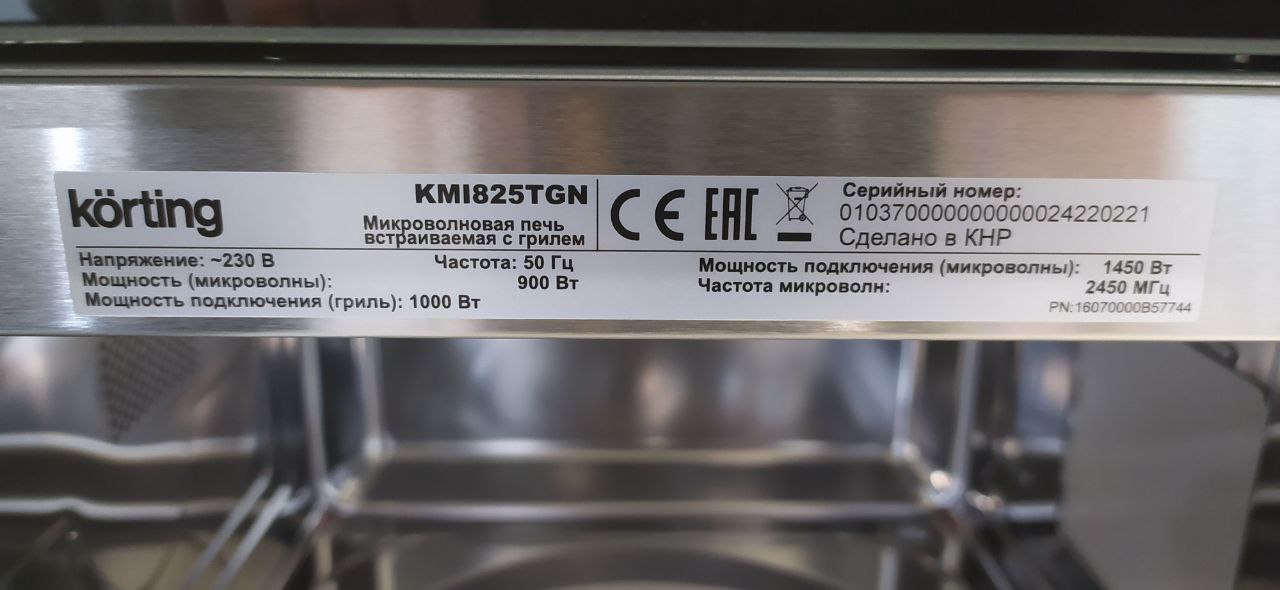 körting
KMI825TGN
Микроволновая печь
встраиваемая с грилем
CE EAC
Серийный номер:
010370000000000024220221
Сделано в КНР
Напряжение: ~230 В Частота: 50 Гц
Мощность (микроволны): 900 Вт
Мощность подключения (гриль): 1000 Вт
Мощность подключения (микроволны): 1450 Вт
Частота микроволн: 2450 МГц
PN:16070000B57744